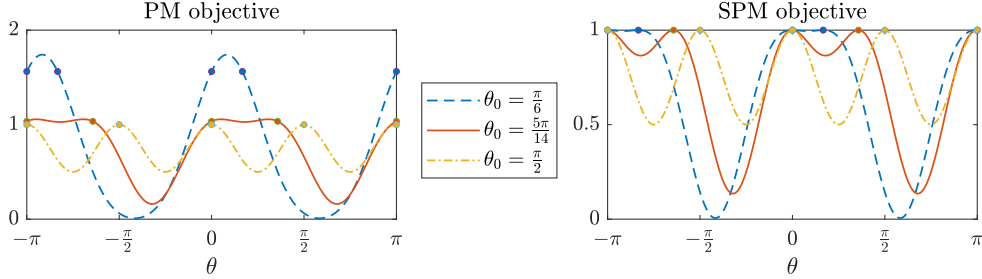 PM objective
2
1
0
−π
−π/2
0
π/2
π
θ
θ₀ = π/6
θ₀ = 5π/14
θ₀ = π/2
SPM objective
1
0.5
0
−π
−π/2
0
π/2
π
θ